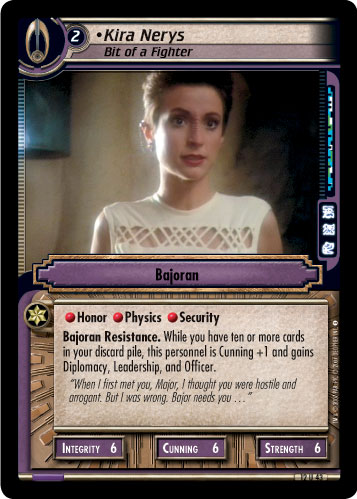 2 •Kira Nerys
Bit of a Fighter
Bajoran
Honor Physics Security
Bajoran Resistance. While you have ten or more cards
in your discard pile, this personnel is Cunning +1 and gains
Diplomacy, Leadership, and Officer.
"When I first met you, Major, I thought you were hostile and
arrogant. But I was wrong. Bajor needs you ..."
INTEGRITY 6 CUNNING 6 STRENGTH 6
12 U 43